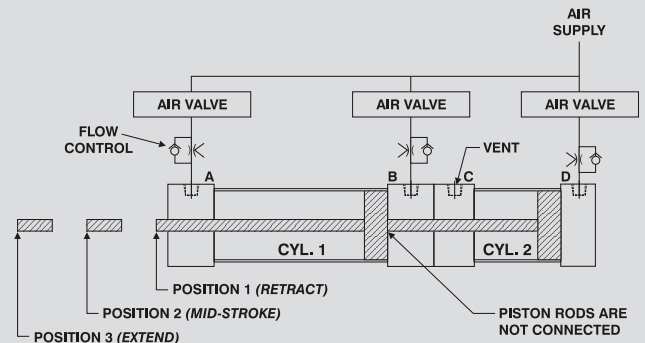 AIR
SUPPLY
AIR VALVE
AIR VALVE
AIR VALVE
FLOW
CONTROL
VENT
A
B
C
D
CYL. 1
CYL. 2
POSITION 1 (RETRACT)
POSITION 2 (MID-STROKE)
POSITION 3 (EXTEND)
PISTON RODS ARE
NOT CONNECTED